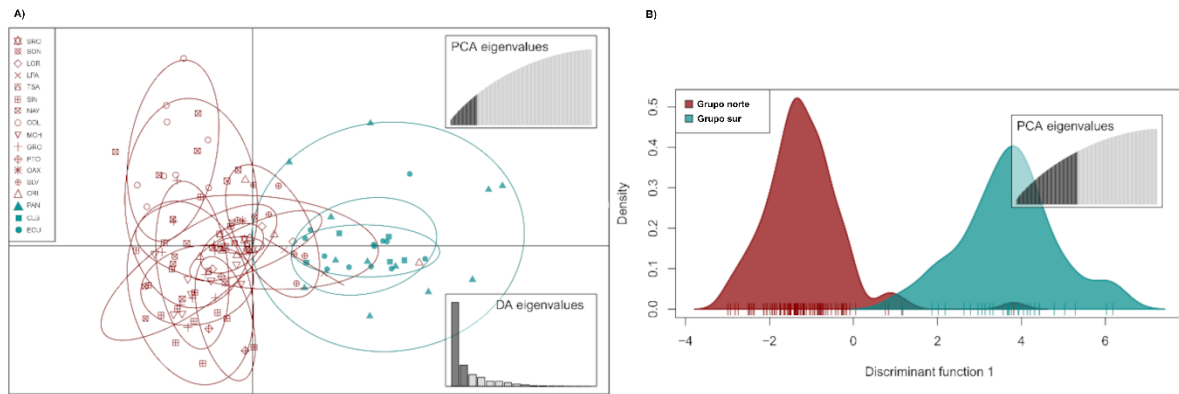 A)
SRO
SON
LOR
LPA
TSA
SIN
NAY
COL
MCH
GRO
PTO
OAX
SLV
CRI
PAN
CLB
ECU
PCA eigenvalues
DA eigenvalues
B)
Grupo norte
Grupo sur
PCA eigenvalues
Density
0.5
0.4
0.3
0.2
0.1
0.0
−4 −2 0 2 4 6
Discriminant function 1